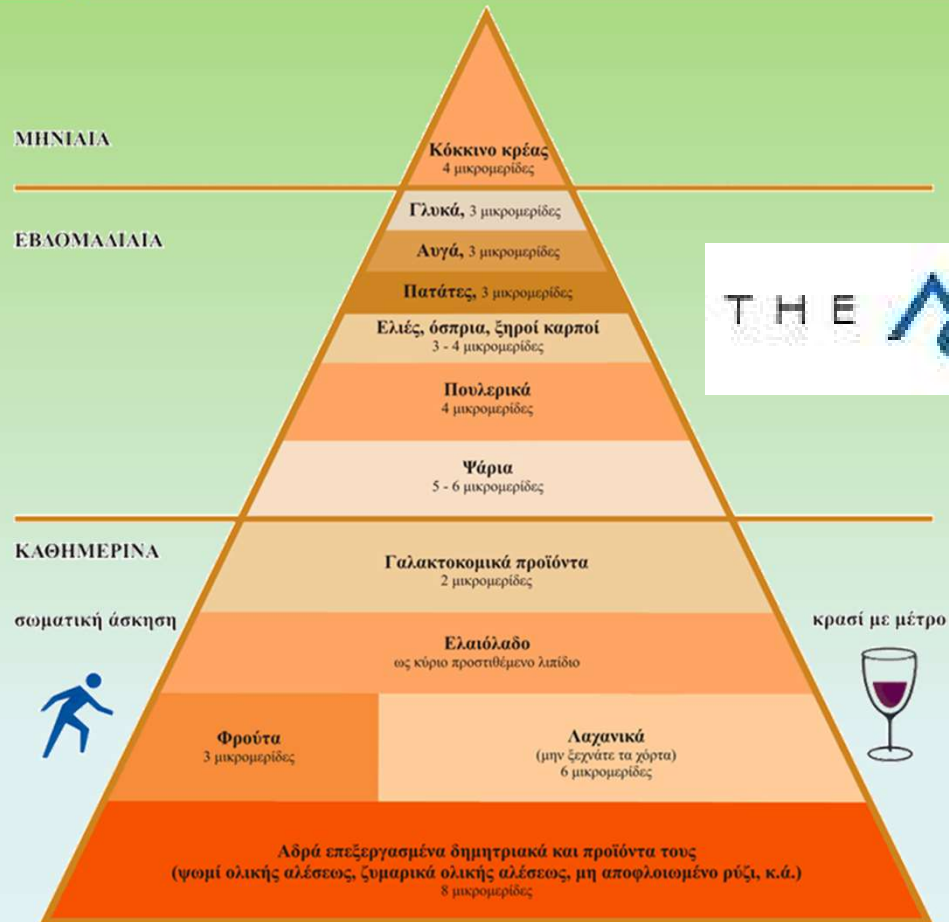 ΜΗΝΙΑΙΑ
Κόκκινο κρέας
4 μικρομερίδες
ΕΒΔΟΜΑΔΙΑΙΑ
Γλυκά, 3 μικρομερίδες
Αυγά, 3 μικρομερίδες
Πατάτες, 3 μικρομερίδες
Ελιές, όσπρια, ξηροί καρποί
3 - 4 μικρομερίδες
THE
Πουλερικά
4 μικρομερίδες
Ψάρια
5 - 6 μικρομερίδες
ΚΑΘΗΜΕΡΙΝΑ
Γαλακτοκομικά προϊόντα
2 μικρομερίδες
σωματική άσκηση
κρασί με μέτρο
Ελαιόλαδο
ως κύριο προστιθέμενο λιπίδιο
Φρούτα
3 μικρομερίδες
Λαχανικά
(μην ξεχνάτε τα χόρτα)
6 μικρομερίδες
Αδρά επεξεργασμένα δημητριακά και προϊόντα τους
(ψωμί ολικής αλέσεως, ζυμαρικά ολικής αλέσεως, μη αποφλοιωμένο ρύζι, κ.ά.)
8 μικρομερίδες